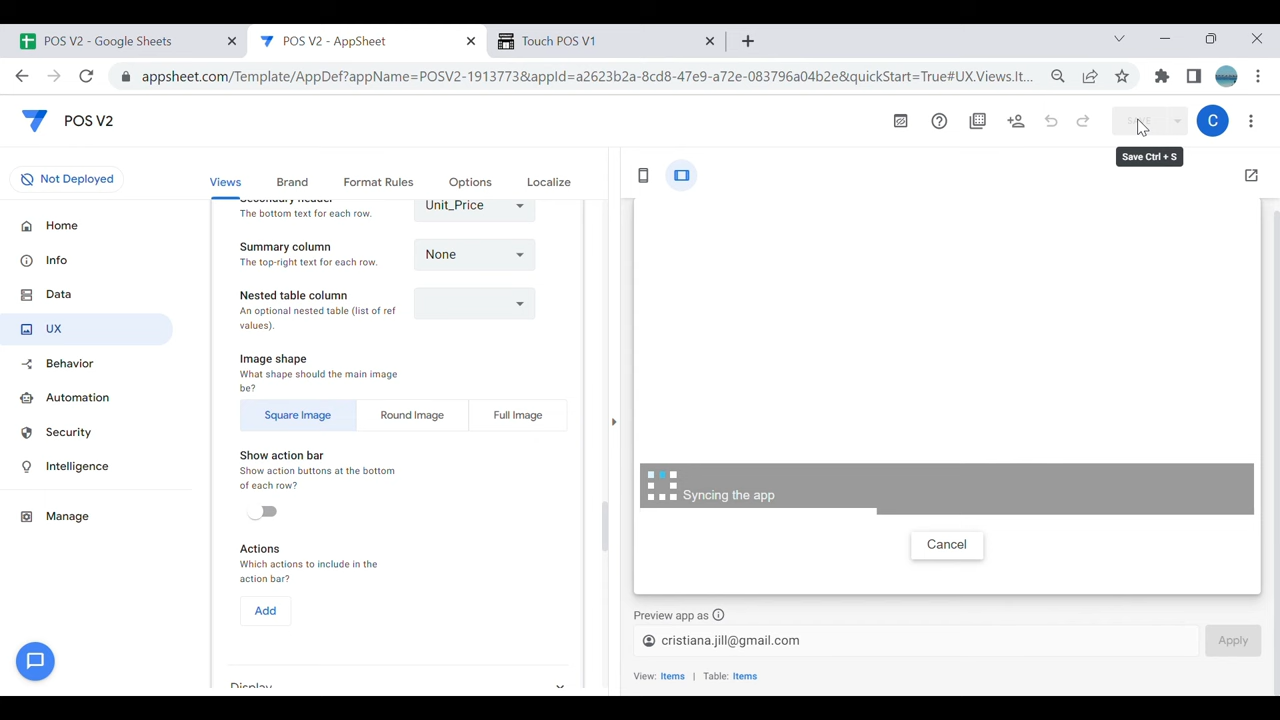 POS V2 - Google Sheets
POS V2 - AppSheet
Touch POS V1
appsheet.com/Template/AppDef?appName=POSV2-1913773&appId=a2623b2a-8cd8-47e9-a72e-083796a04b2e&quickStart=True#UX.Views.It...
POS V2
SAVE
C
Save Ctrl + S
Not Deployed
Views
Brand
Format Rules
Options
Localize
Home
Info
Data
UX
Behavior
Automation
Security
Intelligence
Manage
Secondary header
The bottom text for each row.
Unit_Price
Summary column
The top-right text for each row.
None
Nested table column
An optional nested table (list of ref
values).
Image shape
What shape should the main image
be?
Square Image
Round Image
Full Image
Show action bar
Show action buttons at the bottom
of each row?
Actions
Which actions to include in the
action bar?
Add
Display
Syncing the app
Cancel
Preview app as
cristiana.jill@gmail.com
Apply
View: Items | Table: Items